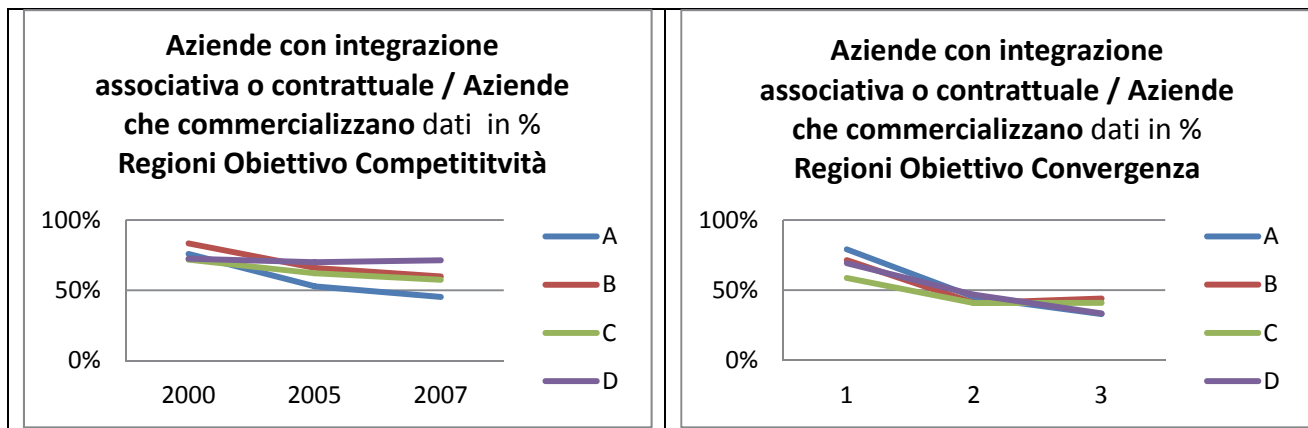 Aziende con integrazione
associativa o contrattuale / Aziende
che commercializzano dati in %
Regioni Obiettivo Competititvità
100%
50%
0%
2000 2005 2007
A
B
C
D
Aziende con integrazione
associativa o contrattuale / Aziende
che commercializzano dati in %
Regioni Obiettivo Convergenza
100%
50%
0%
1 2 3
A
B
C
D